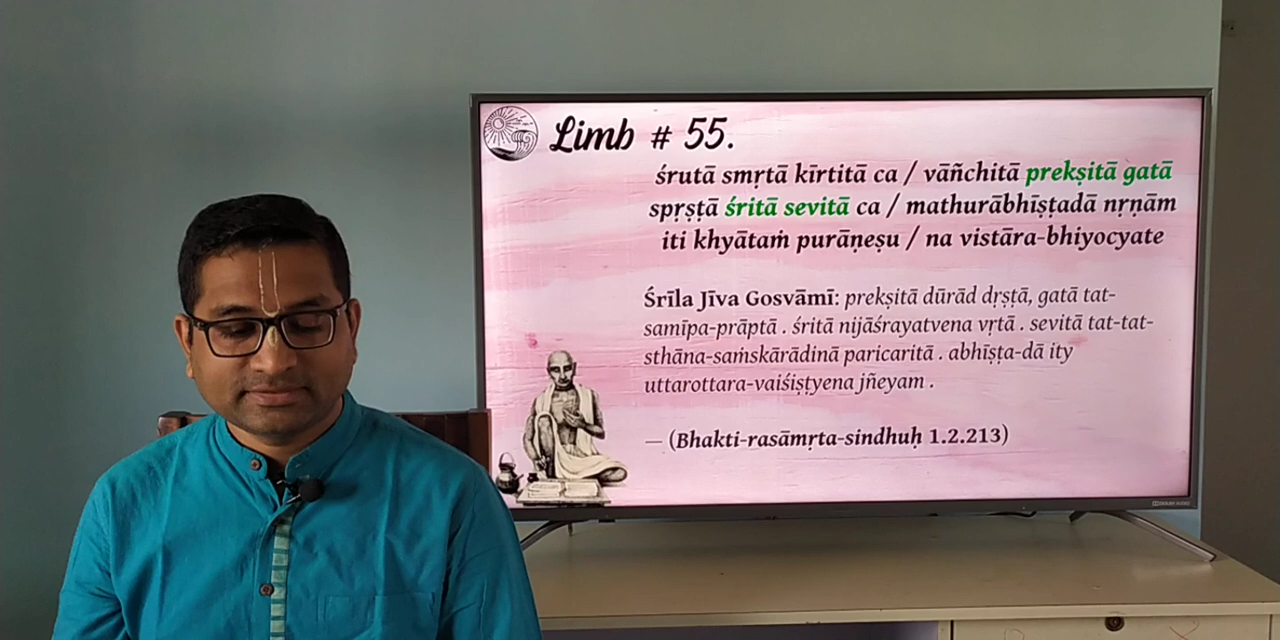 Limb # 55.
śrutā smṛtā kīrtitā ca / vāñchitā prekṣitā gatā
spṛṣṭā śritā sevitā ca / mathurābhīṣṭadā nṛṇām
iti khyātaṁ purāṇeṣu / na vistāra-bhiyocyate
Śrīla Jīva Gosvāmī: prekṣitā dūrād dṛṣṭā, gatā tat-
samīpa-prāptā . śritā nijāśrayatvena vṛtā . sevitā tat-tat-
sthāna-saṁskārādinā paricaritā . abhīṣṭa-dā ity
uttarottara-vaiśiṣṭyena jñeyam .
— (Bhakti-rasāmṛta-sindhuḥ 1.2.213)